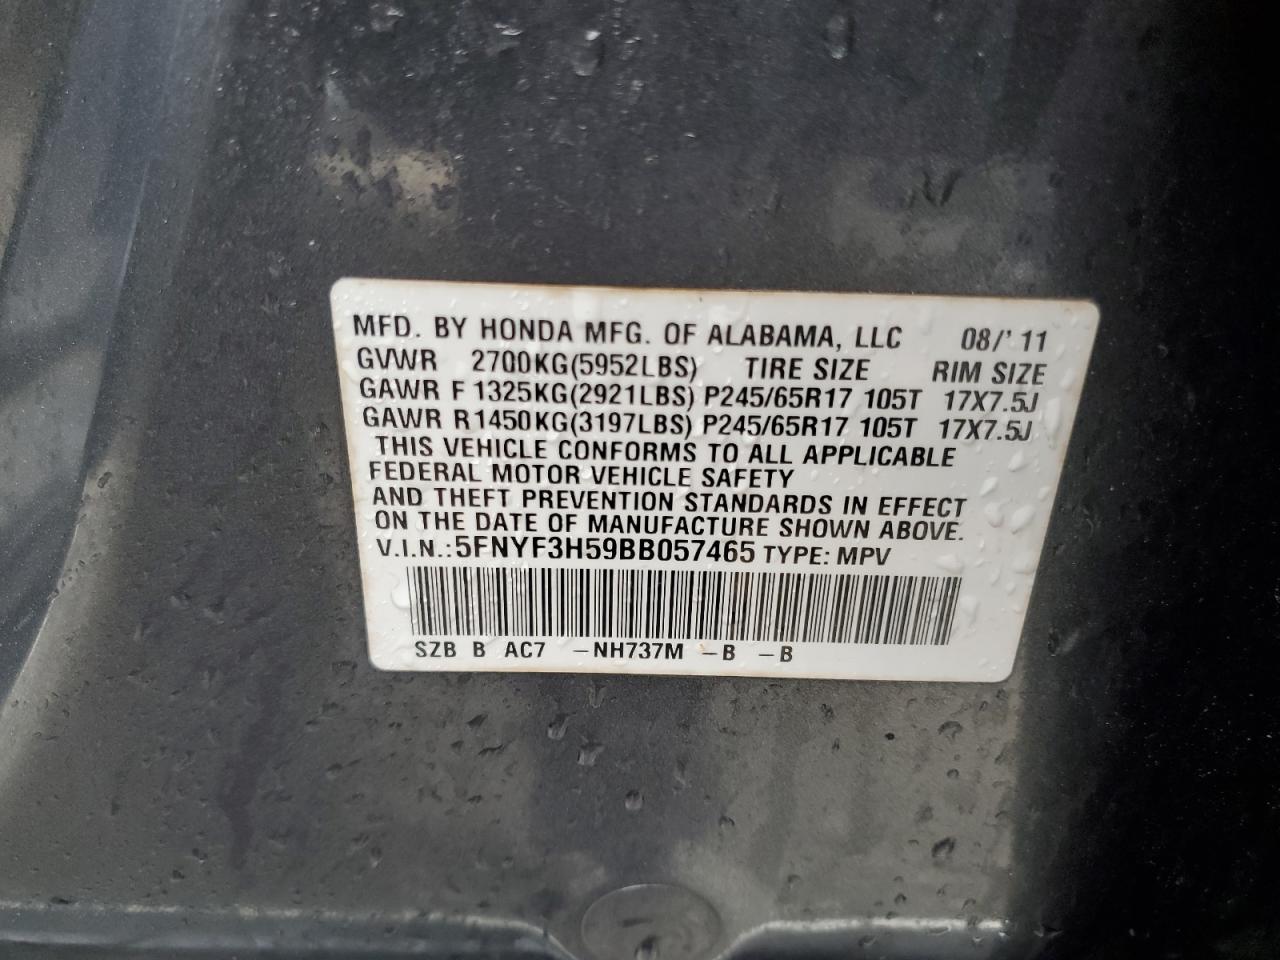 MFD. BY HONDA MFG. OF ALABAMA, LLC 08/'11
GVWR 2700KG(5952LBS) TIRE SIZE RIM SIZE
GAWR F 1325KG(2921LBS) P245/65R17 105T 17X7.5J
GAWR R 1450KG(3197LBS) P245/65R17 105T 17X7.5J
THIS VEHICLE CONFORMS TO ALL APPLICABLE
FEDERAL MOTOR VEHICLE SAFETY
AND THEFT PREVENTION STANDARDS IN EFFECT
ON THE DATE OF MANUFACTURE SHOWN ABOVE.
V.I.N.: 5FNYF3H59BB057465 TYPE: MPV
SZB B AC7 -NH737M -B -B